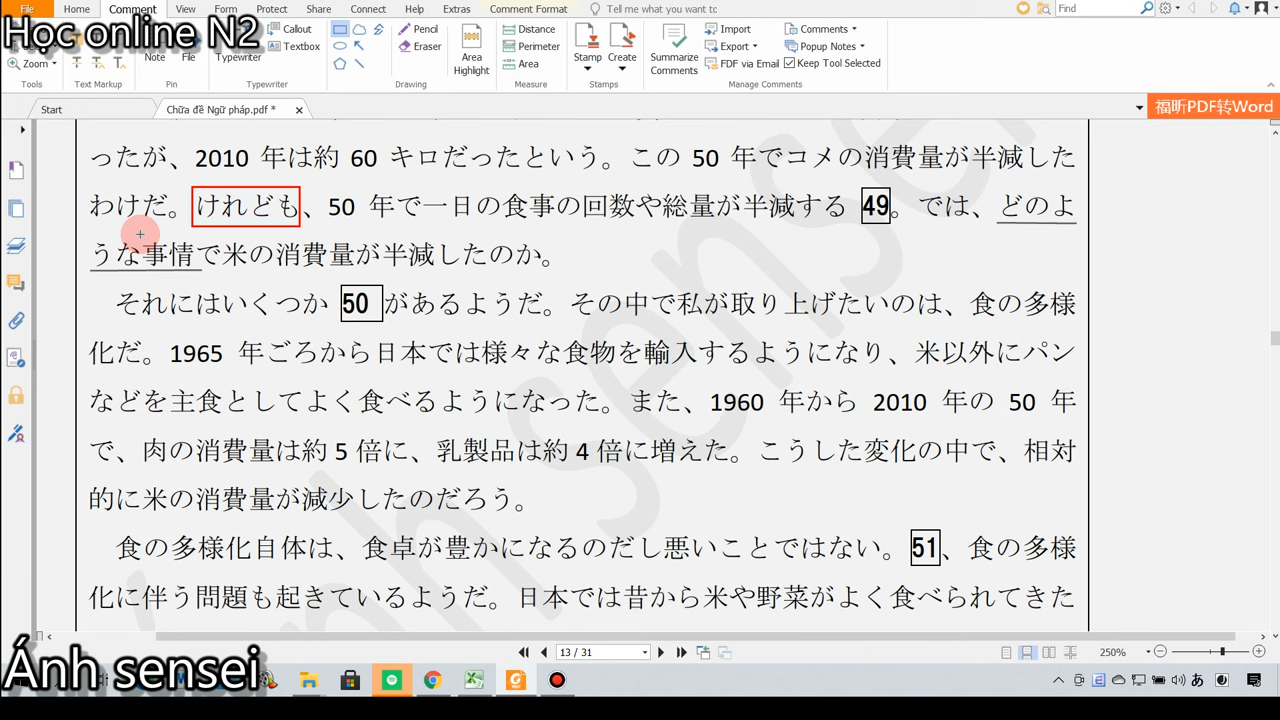 File Home Comment View Form Protect Share Connect Help Extras Comment Format Tell me what you want to Find
Học online N2
Callout Pencil Distance Import Comments
Textbox Eraser Perimeter Export Popup Notes
Zoom Typewriter Note File Area Highlight Area Stamp Create Summarize Comments FDF via Email Keep Tool Selected
Tools Text Markup Typewriter Drawing Measure Stamps Manage Comments
Start Chữa đề Ngữ pháp.pdf * 福昕PDF转Word
ったが、2010 年は約 60 キロだったという。この 50 年でコメの消費量が半減した
わけだ。けれども、50 年で一日の食事の回数や総量が半減する 49。では、どのよ
うな事情で米の消費量が半減したのか。
それにはいくつか 50 があるようだ。その中で私が取り上げたいのは、食の多様
化だ。1965 年ごろから日本では様々な食物を輸入するようになり、米以外にパン
などを主食としてよく食べるようになった。また、1960 年から 2010 年の 50 年
で、肉の消費量は約 5 倍に、乳製品は約 4 倍に増えた。こうした変化の中で、相対
的に米の消費量が減少したのだろう。
食の多様化自体は、食卓が豊かになるのだし悪いことではない。51、食の多様
化に伴う問題も起きているようだ。日本では昔から米や野菜がよく食べられてきた
13 / 31 250%
Ánh sensei